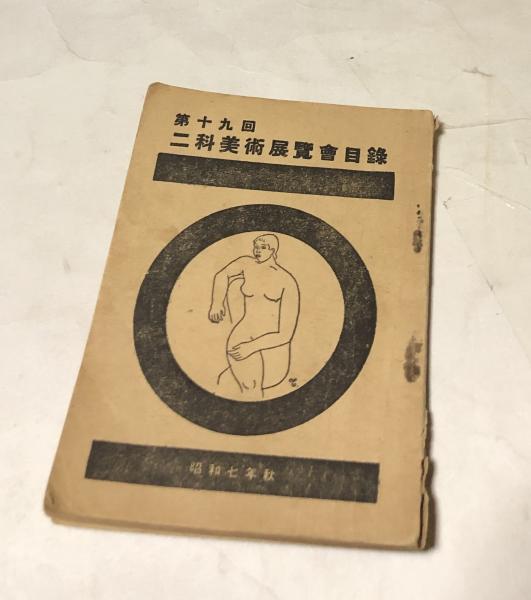 第十九回
二科美術展覽會目錄
昭和七年秋